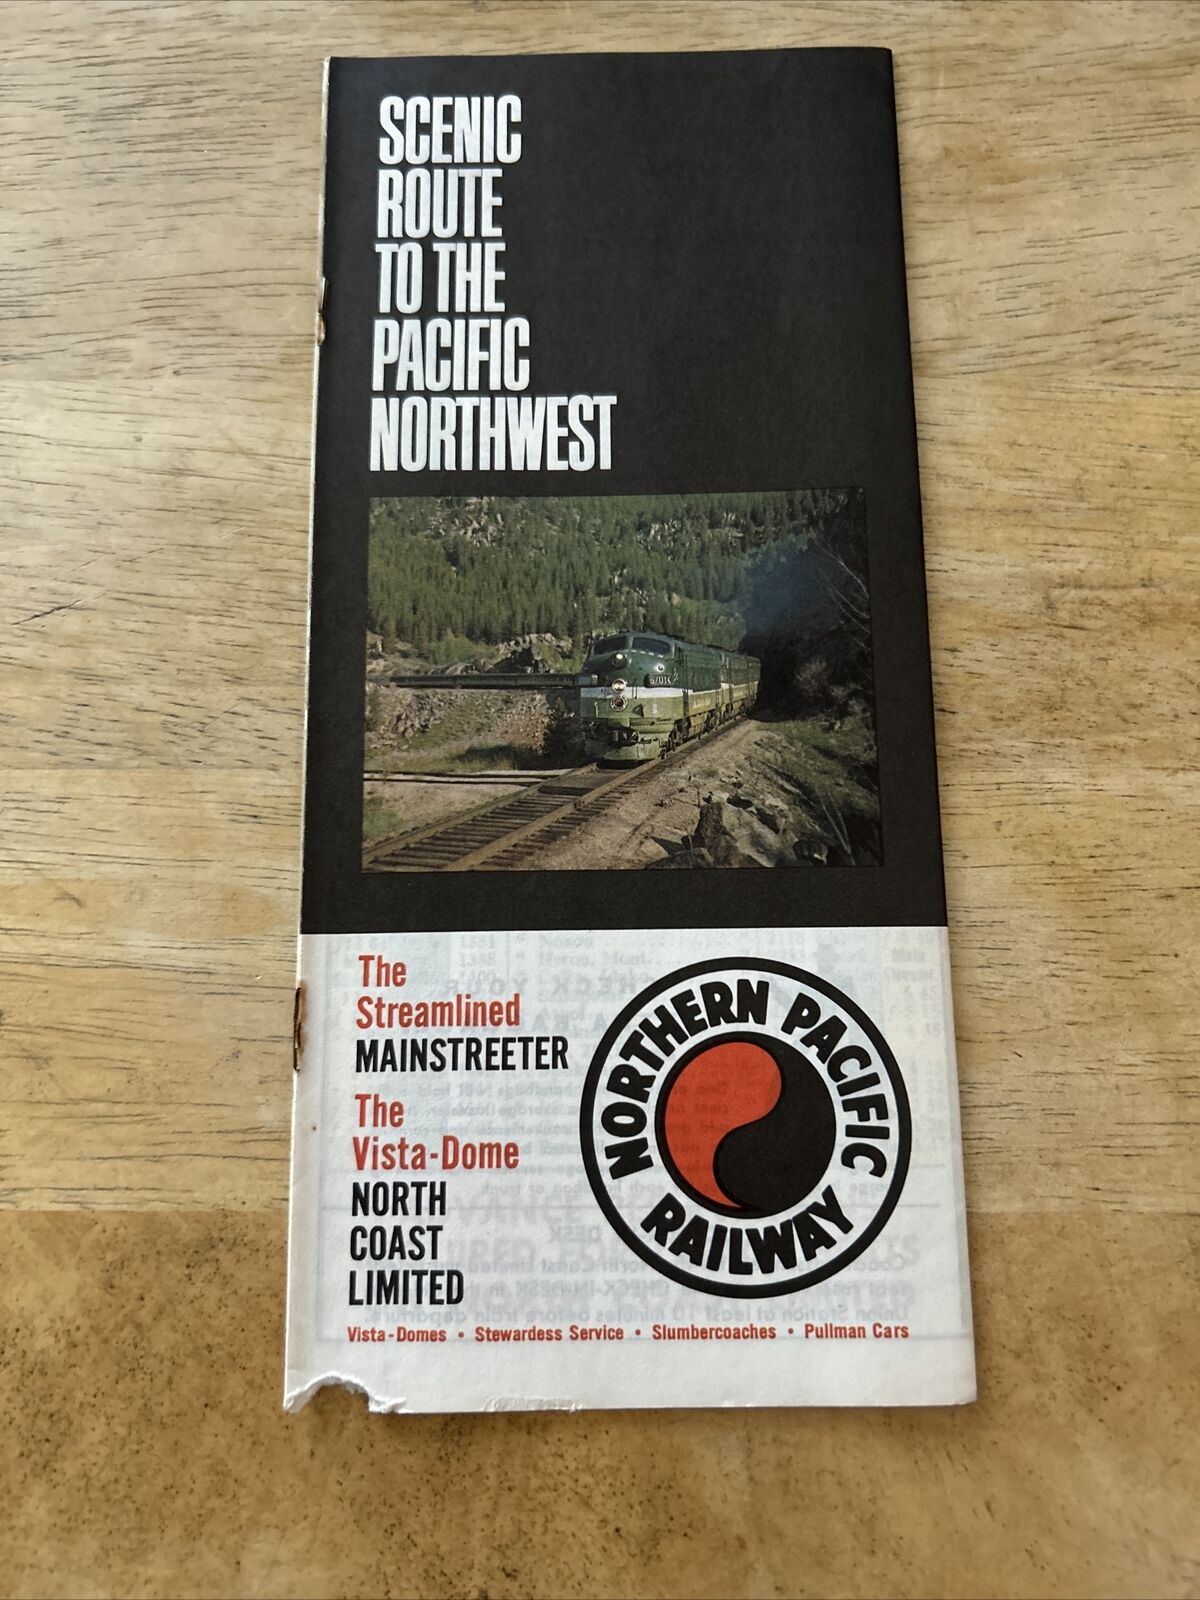 SCENIC
ROUTE
TO THE
PACIFIC
NORTHWEST
The
Streamlined
MAINSTREETER
The
Vista-Dome
NORTH
COAST
LIMITED
NORTHERN PACIFIC
RAILWAY
Vista-Domes • Stewardess Service • Slumbercoaches • Pullman Cars